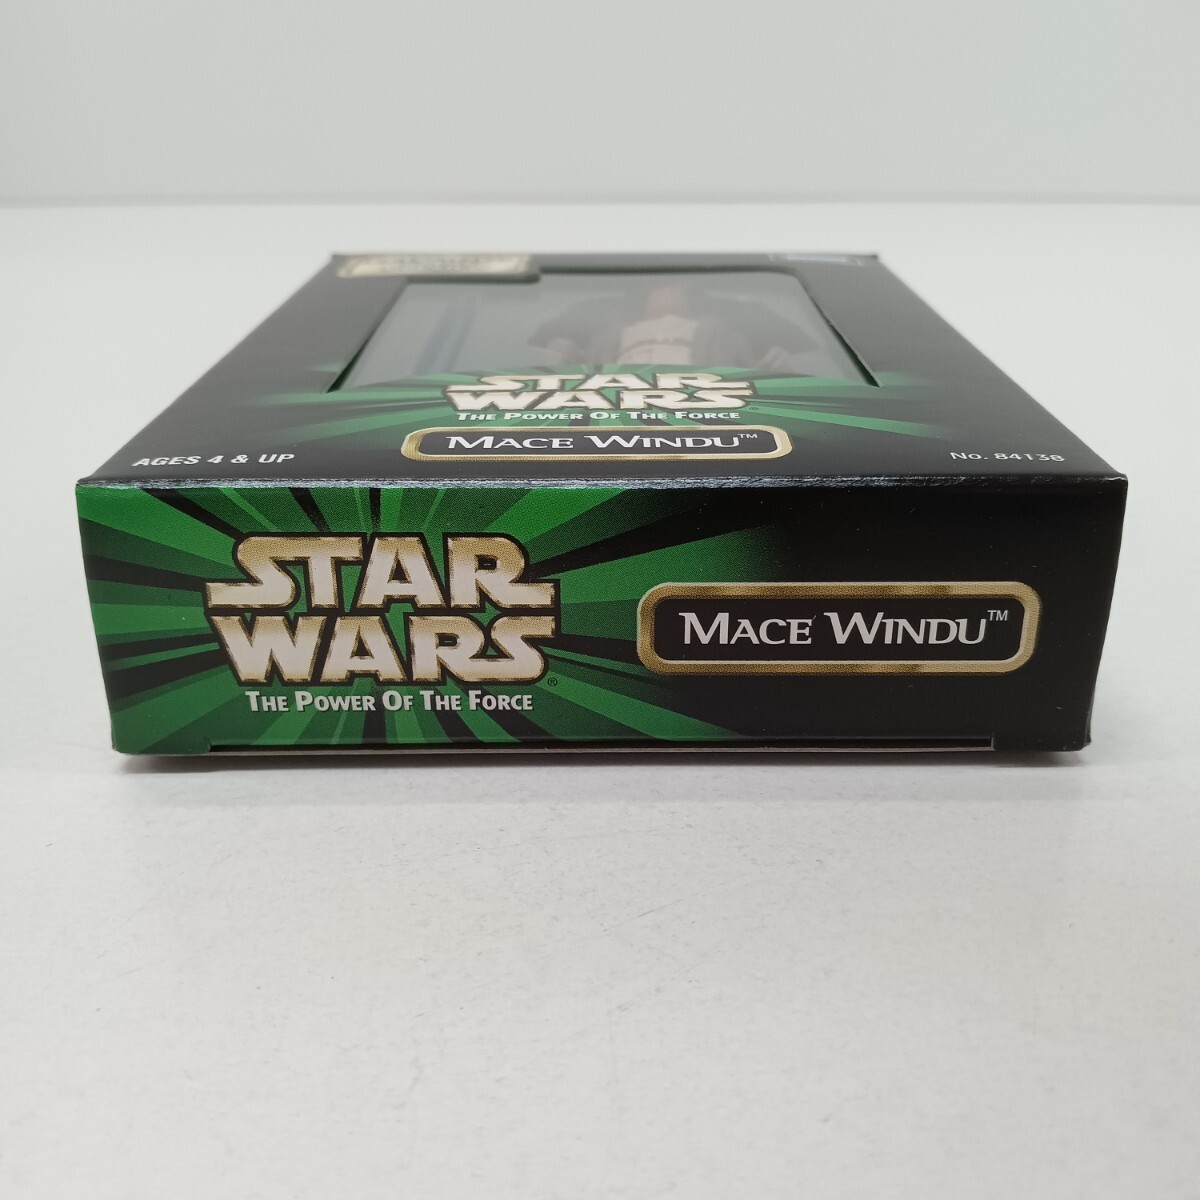 STAR
WARS®
THE POWER OF THE FORCE
MACE WINDU™
AGES 4 & UP
No. 84138
STAR
WARS®
THE POWER OF THE FORCE
MACE WINDU™